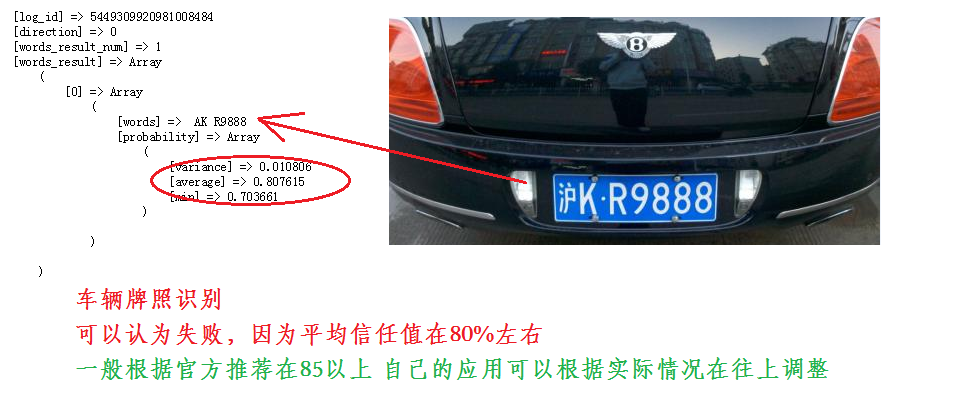 [log_id] => 5449309920981008484
[direction] => 0
[words_result_num] => 1
[words_result] => Array
(
[0] => Array
(
[words] => AK R9888
[probability] => Array
(
[variance] => 0.010806
[average] => 0.807615
[min] => 0.703661
)
)
)
B
沪K·R9888
车辆牌照识别
可以认为失败，因为平均信任值在80%左右
一般根据官方推荐在85以上 自己的应用可以根据实际情况在往上调整